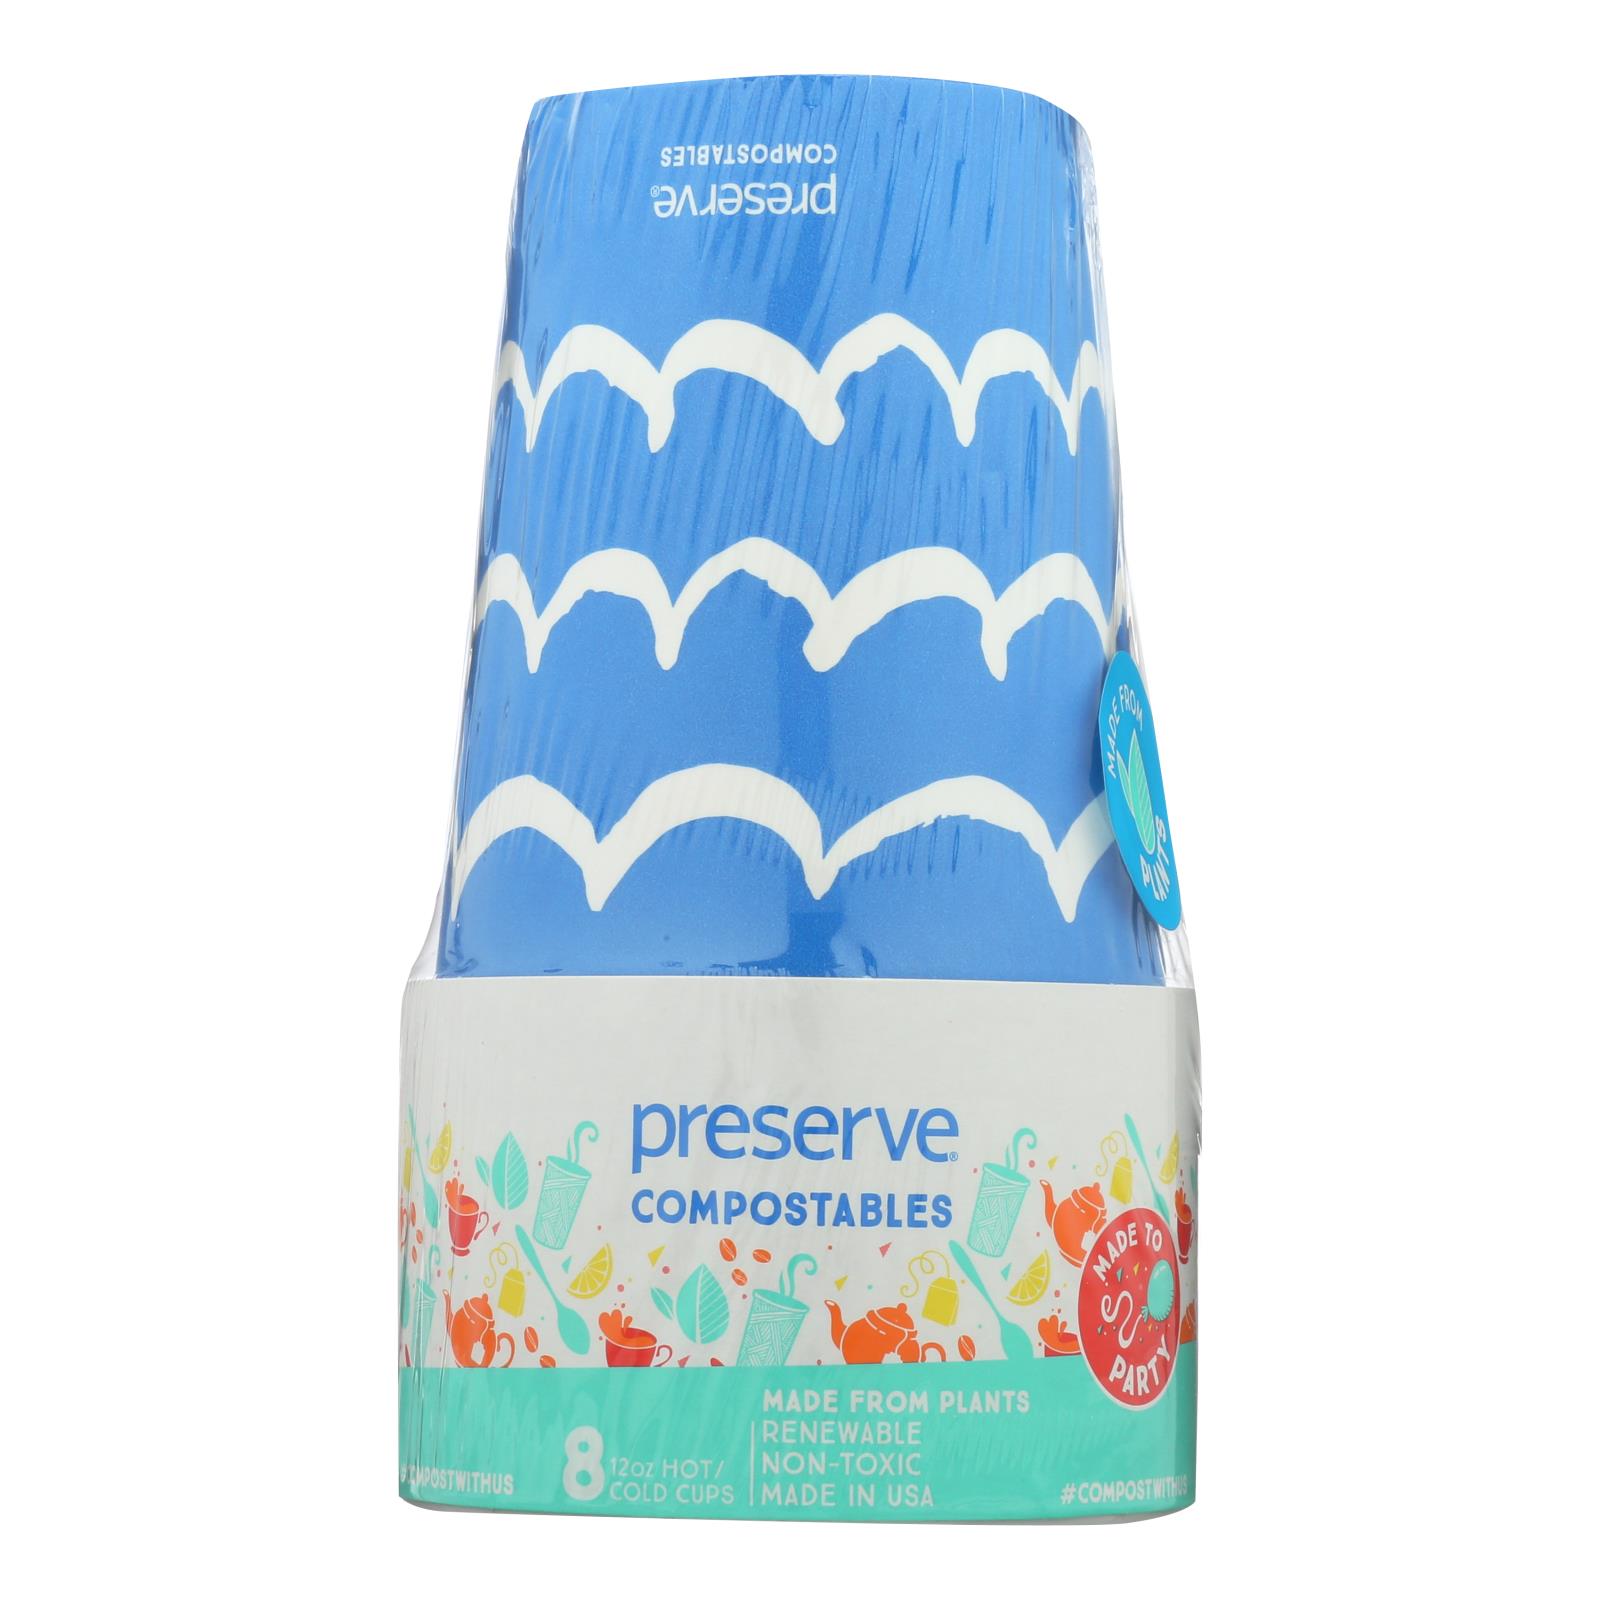 preserve®
COMPOSTABLES
MADE FROM
PLANTS
preserve®
COMPOSTABLES
MADE TO
PARTY
MADE FROM PLANTS
RENEWABLE
NON-TOXIC
MADE IN USA
8
12oz HOT/
COLD CUPS
#COMPOSTWITHUS
#COMPOSTWITHUS